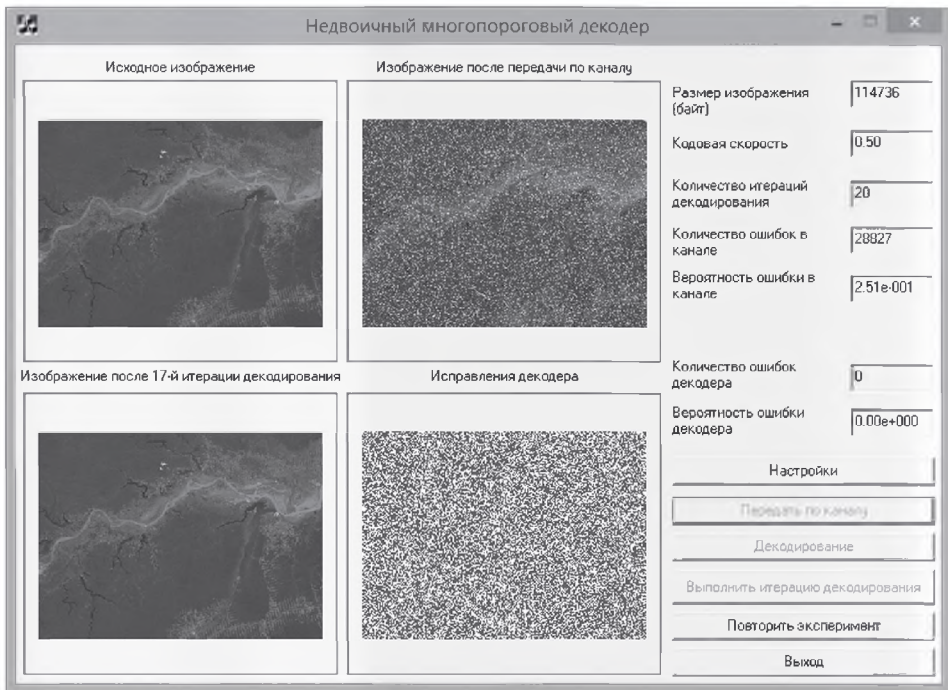 Недвоичный многопороговый декодер
Исходное изображение
Изображение после передачи по каналу
Размер изображения
(байт)
114736
Кодовая скорость
0.50
Количество итераций
декодирования
20
Количество ошибок в
канале
28827
Вероятность ошибки в
канале
2.51e-001
Изображение после 17-й итерации декодирования
Исправления декодера
Количество ошибок
декодера
0
Вероятность ошибки
декодера
0.00e+000
Настройки
Передать по каналу
Декодирование
Выполнить итерацию декодирования
Повторить эксперимент
Выход